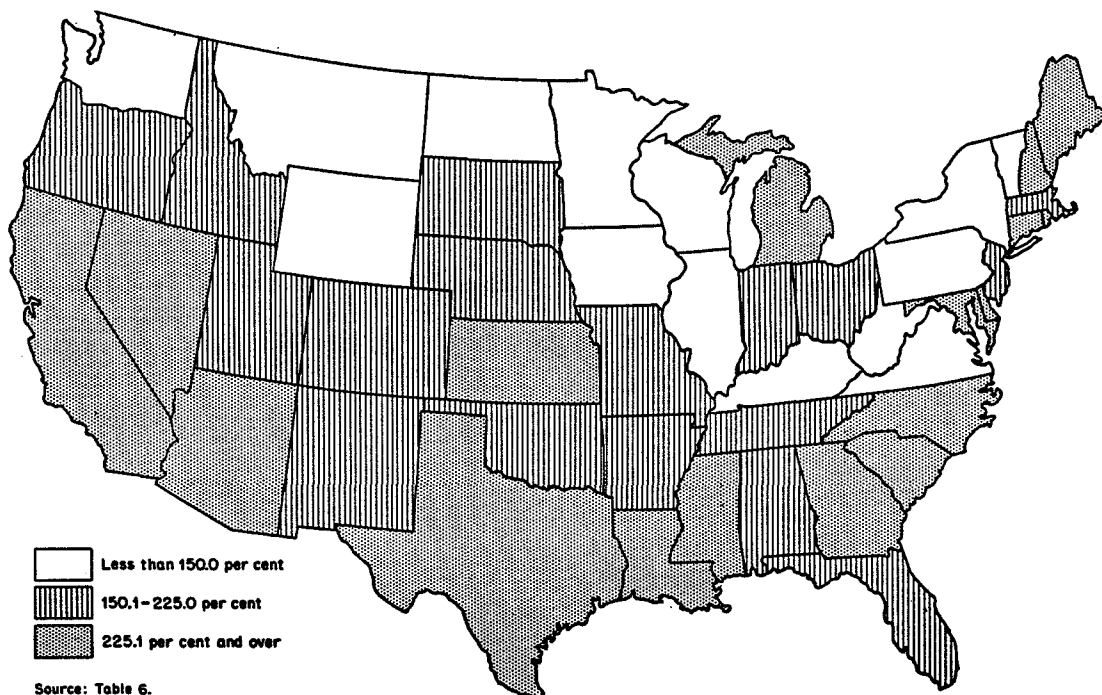 Less than 150.0 per cent
150.1-225.0 per cent
225.1 per cent and over
Source: Table 6.